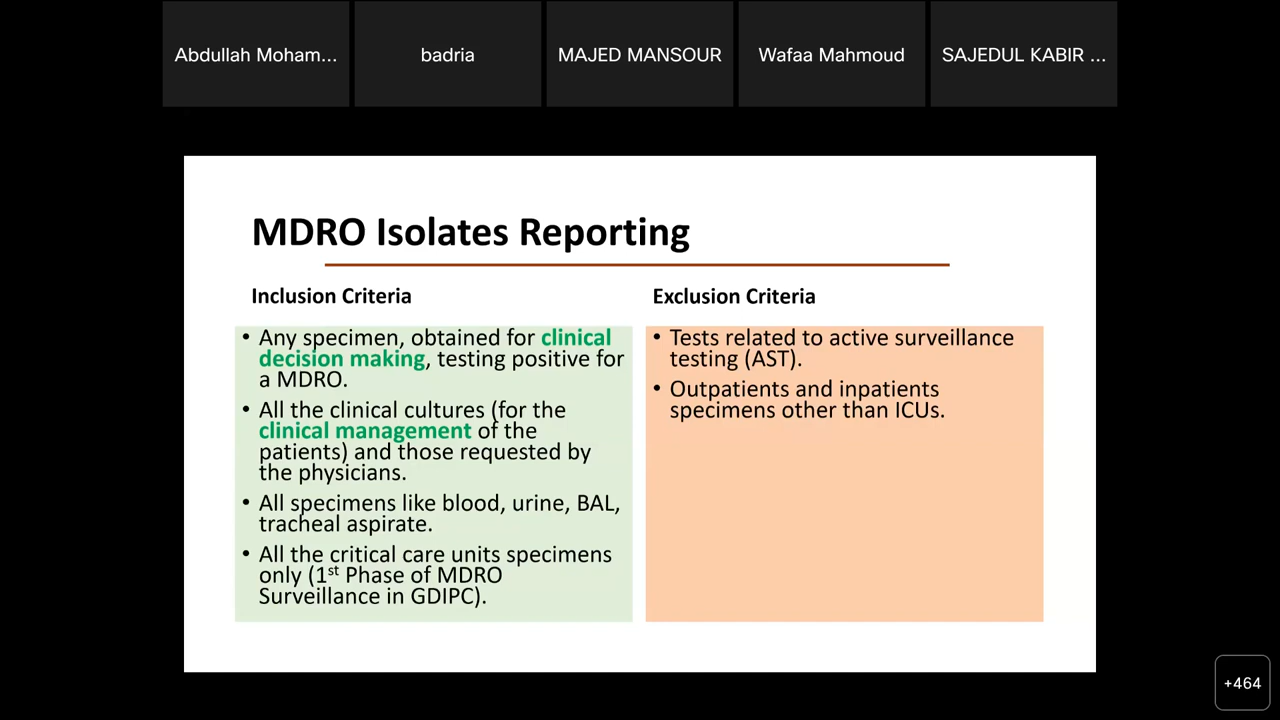 Abdullah Moham...
badria
MAJED MANSOUR
Wafaa Mahmoud
SAJEDUL KABIR ...
MDRO Isolates Reporting
Inclusion Criteria
• Any specimen, obtained for clinical
decision making, testing positive for
a MDRO.
• All the clinical cultures (for the
clinical management of the
patients) and those requested by
the physicians.
• All specimens like blood, urine, BAL,
tracheal aspirate.
• All the critical care units specimens
only (1st Phase of MDRO
Surveillance in GDIPC).
Exclusion Criteria
• Tests related to active surveillance
testing (AST).
• Outpatients and inpatients
specimens other than ICUs.
+464